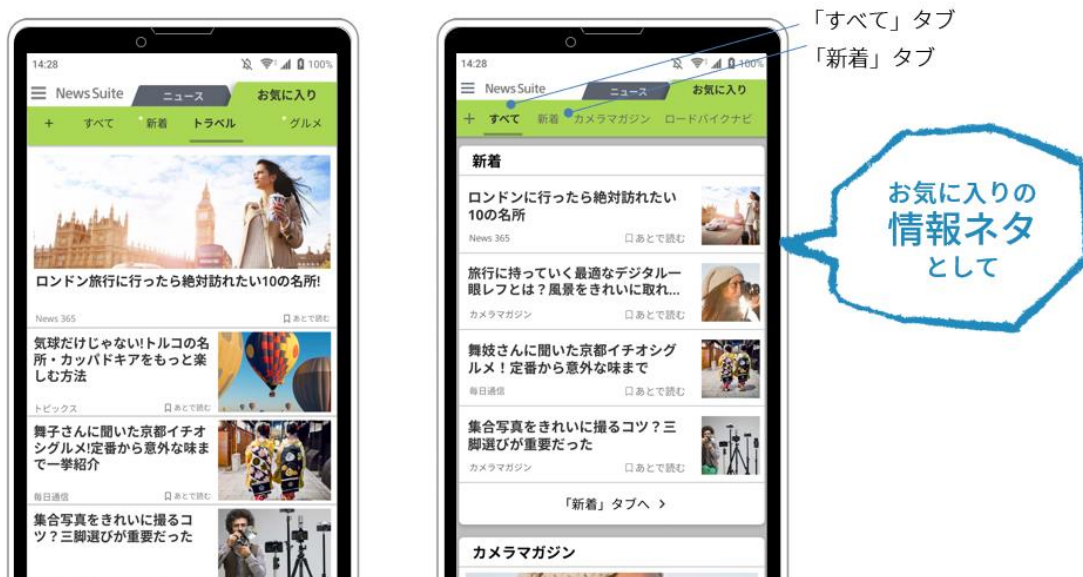 14:28
100%
News Suite
ニュース
お気に入り
+
すべて
新着
トラベル
グルメ
ロンドン旅行に行ったら絶対訪れたい10の名所!
News 365
あとで読む
気球だけじゃない!トルコの名
所・カッパドキアをもっと楽
しむ方法
トピックス
あとで読む
舞子さんに聞いた京都イチオ
シグルメ!定番から意外な味ま
で一挙紹介
毎日通信
あとで読む
集合写真をきれいに撮るコ
ツ？三脚選びが重要だった
14:28
100%
News Suite
ニュース
お気に入り
+
すべて
新着
カメラマガジン
ロードバイクナビ
新着
ロンドンに行ったら絶対訪れたい
10の名所
News 365
あとで読む
旅行に持っていく最適なデジタル一
眼レフとは？風景をきれいに取れ...
カメラマガジン
あとで読む
舞妓さんに聞いた京都イチオシグ
ルメ！定番から意外な味まで
毎日通信
あとで読む
集合写真をきれいに撮るコツ？三
脚選びが重要だった
カメラマガジン
あとで読む
「新着」タブへ >
カメラマガジン
「すべて」タブ
「新着」タブ
お気に入りの
情報ネタ
として